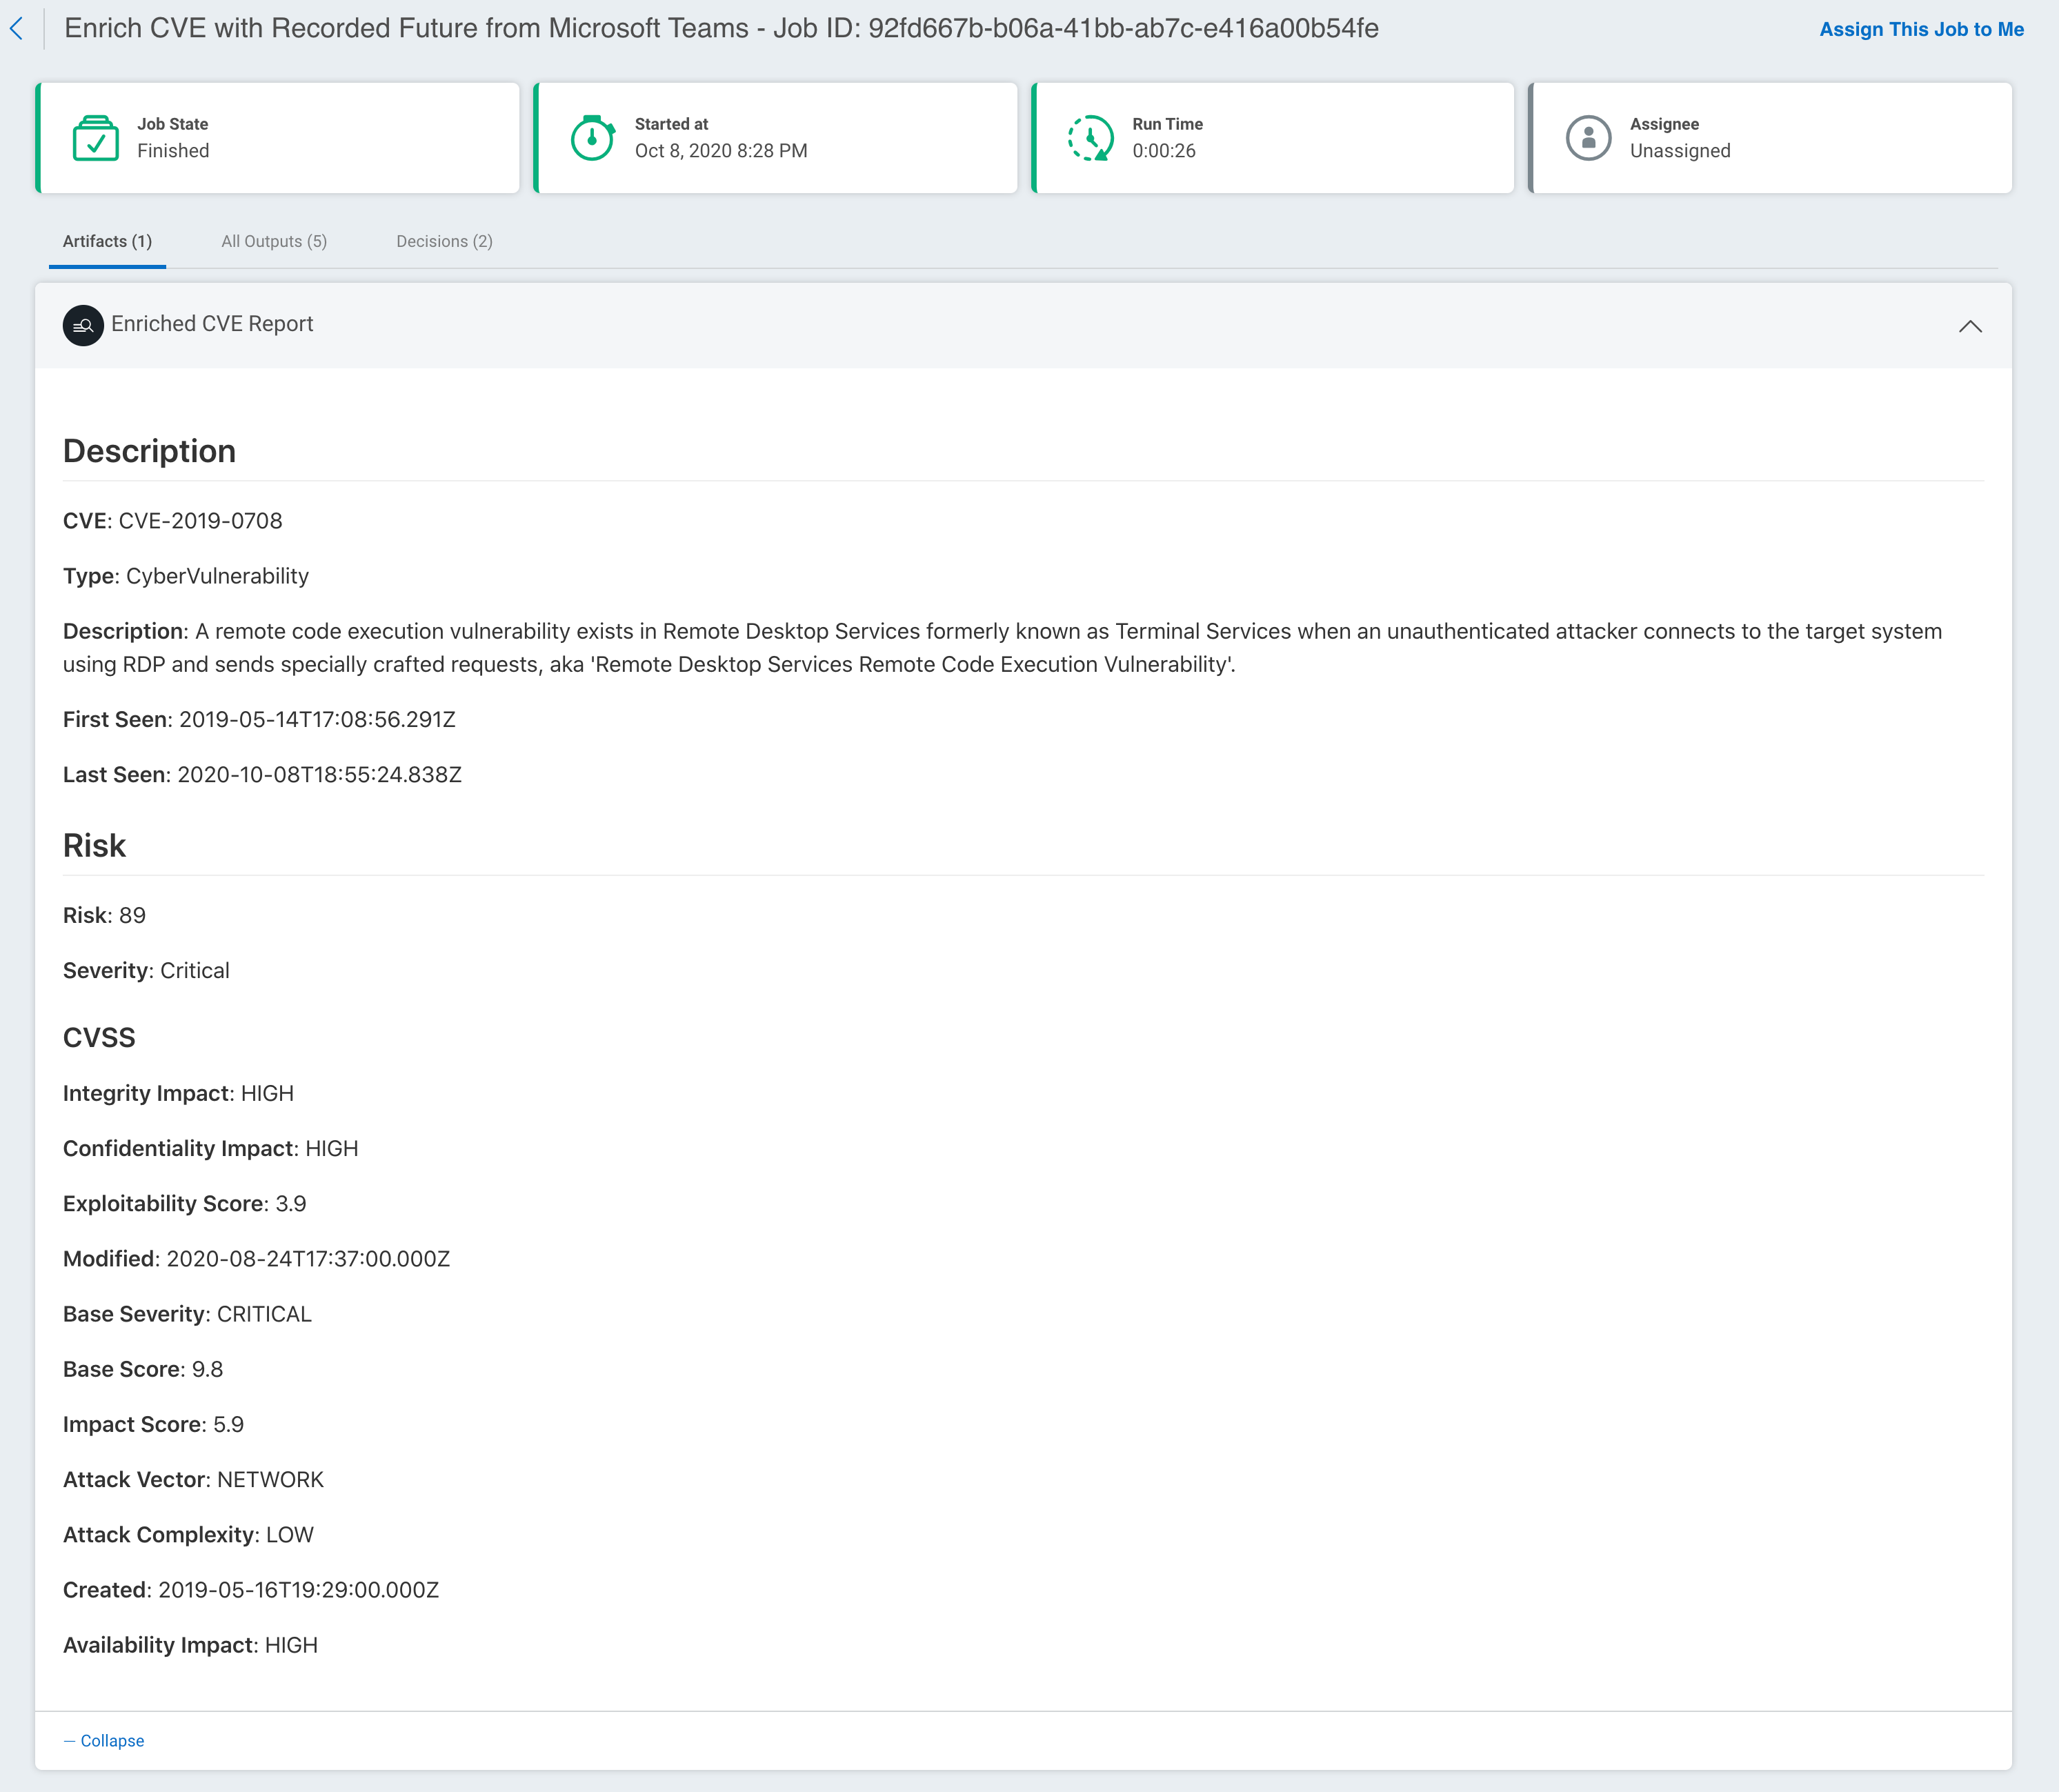 Enrich CVE with Recorded Future from Microsoft Teams - Job ID: 92fd667b-b06a-41bb-ab7c-e416a00b54fe
Assign This Job to Me
Job State
Finished
Started at
Oct 8, 2020 8:28 PM
Run Time
0:00:26
Assignee
Unassigned
Artifacts (1)
All Outputs (5)
Decisions (2)
Enriched CVE Report
Description
CVE: CVE-2019-0708
Type: CyberVulnerability
Description: A remote code execution vulnerability exists in Remote Desktop Services formerly known as Terminal Services when an unauthenticated attacker connects to the target system
using RDP and sends specially crafted requests, aka 'Remote Desktop Services Remote Code Execution Vulnerability'.
First Seen: 2019-05-14T17:08:56.291Z
Last Seen: 2020-10-08T18:55:24.838Z
Risk
Risk: 89
Severity: Critical
CVSS
Integrity Impact: HIGH
Confidentiality Impact: HIGH
Exploitability Score: 3.9
Modified: 2020-08-24T17:37:00.000Z
Base Severity: CRITICAL
Base Score: 9.8
Impact Score: 5.9
Attack Vector: NETWORK
Attack Complexity: LOW
Created: 2019-05-16T19:29:00.000Z
Availability Impact: HIGH
— Collapse